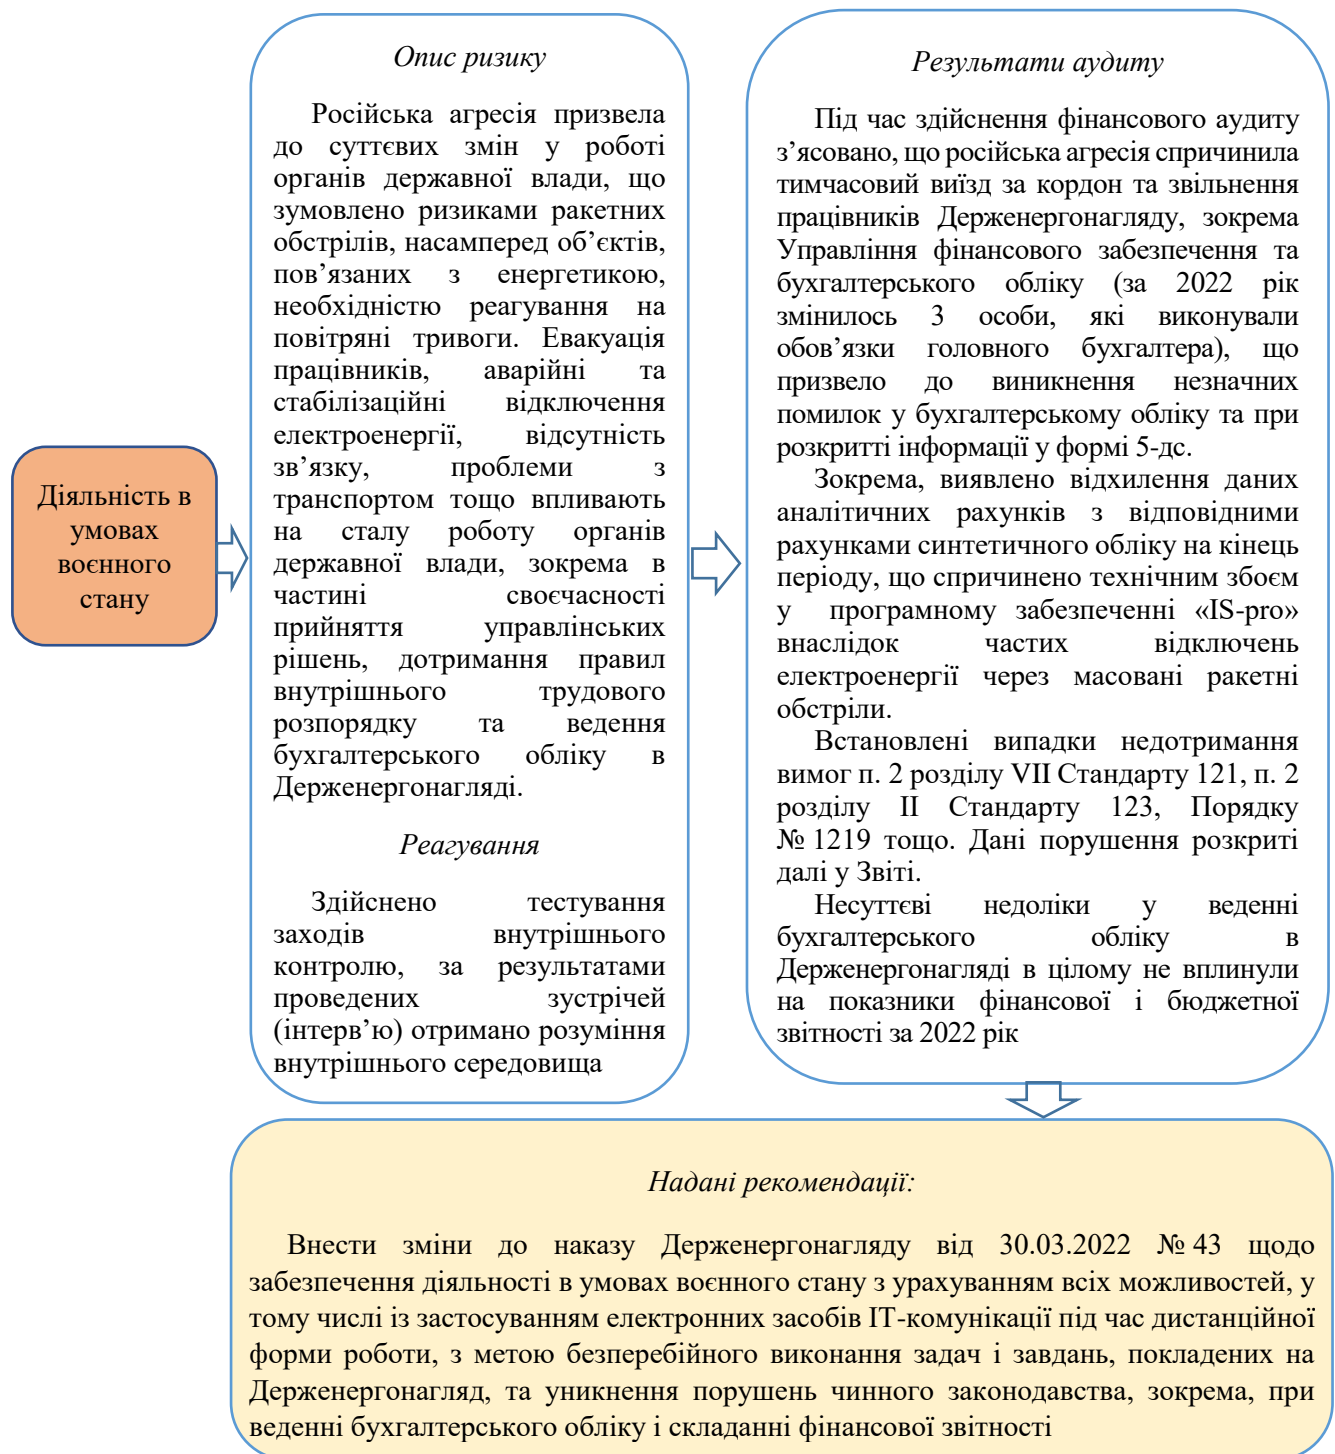 Діяльність в
умовах
воєнного
стану
Опис ризику
Російська агресія призвела
до суттєвих змін у роботі
органів державної влади, що
зумовлено ризиками ракетних
обстрілів, насамперед об’єктів,
пов’язаних з енергетикою,
необхідністю реагування на
повітряні тривоги. Евакуація
працівників, аварійні та
стабілізаційні відключення
електроенергії, відсутність
зв’язку, проблеми з
транспортом тощо впливають
на сталу роботу органів
державної влади, зокрема в
частині своєчасності
прийняття управлінських
рішень, дотримання правил
внутрішнього трудового
розпорядку та ведення
бухгалтерського обліку в
Держенергонагляді.
Реагування
Здійснено тестування
заходів внутрішнього
контролю, за результатами
проведених зустрічей
(інтерв’ю) отримано розуміння
внутрішнього середовища
Результати аудиту
Під час здійснення фінансового аудиту
з’ясовано, що російська агресія спричинила
тимчасовий виїзд за кордон та звільнення
працівників Держенергонагляду, зокрема
Управління фінансового забезпечення та
бухгалтерського обліку (за 2022 рік
змінилось 3 особи, які виконували
обов’язки головного бухгалтера), що
призвело до виникнення незначних
помилок у бухгалтерському обліку та при
розкритті інформації у формі 5-дс.
Зокрема, виявлено відхилення даних
аналітичних рахунків з відповідними
рахунками синтетичного обліку на кінець
періоду, що спричинено технічним збоєм
у програмному забезпеченні «IS-pro»
внаслідок частих відключень
електроенергії через масовані ракетні
обстріли.
Встановлені випадки недотримання
вимог п. 2 розділу VII Стандарту 121, п. 2
розділу II Стандарту 123, Порядку
№ 1219 тощо. Дані порушення розкриті
далі у Звіті.
Несуттєві недоліки у веденні
бухгалтерського обліку в
Держенергонагляді в цілому не вплинули
на показники фінансової і бюджетної
звітності за 2022 рік
Надані рекомендації:
Внести зміни до наказу Держенергонагляду від 30.03.2022 № 43 щодо
забезпечення діяльності в умовах воєнного стану з урахуванням всіх можливостей, у
тому числі із застосуванням електронних засобів ІТ-комунікації під час дистанційної
форми роботи, з метою безперебійного виконання задач і завдань, покладених на
Держенергонагляд, та уникнення порушень чинного законодавства, зокрема, при
веденні бухгалтерського обліку і складанні фінансової звітності